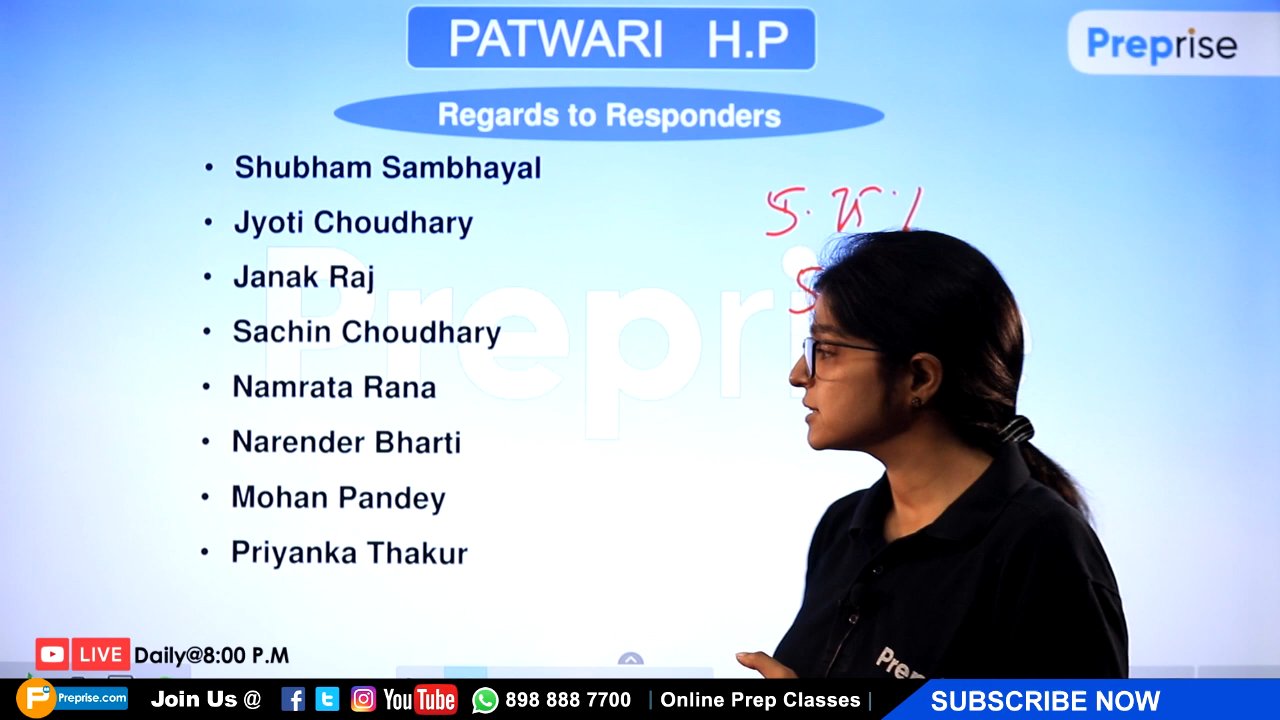 PATWARI H.P
Preprise
Regards to Responders
• Shubham Sambhayal
• Jyoti Choudhary
• Janak Raj
• Sachin Choudhary
• Namrata Rana
• Narender Bharti
• Mohan Pandey
• Priyanka Thakur
LIVE Daily@8:00 P.M
Preprise.com Join Us @ YouTube 898 888 7700 | Online Prep Classes | SUBSCRIBE NOW